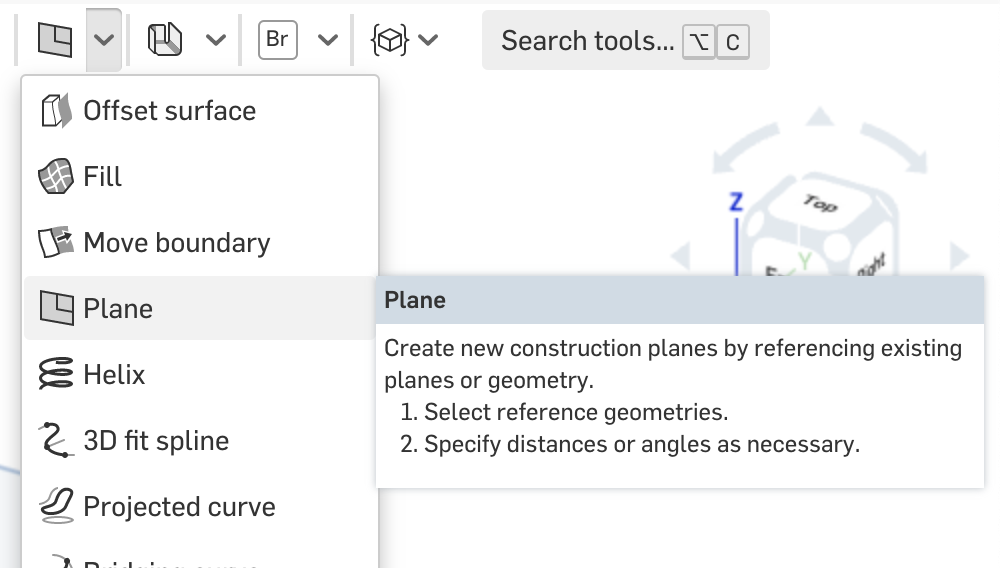 Br
Search tools... ⌥ C
Offset surface
Fill
Move boundary
Plane
Helix
3D fit spline
Projected curve
Z
Top
Y
Plane
Create new construction planes by referencing existing
planes or geometry.
1. Select reference geometries.
2. Specify distances or angles as necessary.